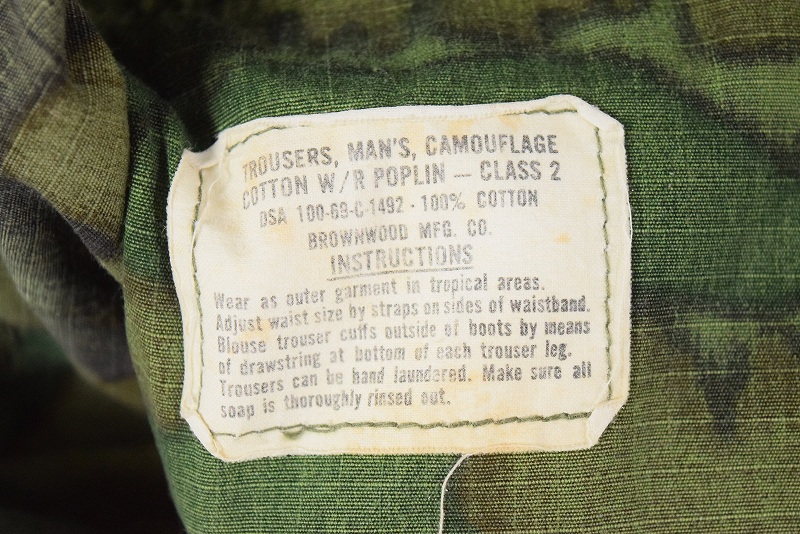 TROUSERS, MAN'S, CAMOUFLAGE
COTTON W/R POPLIN — CLASS 2
DSA 100-69-C-1492 - 100% COTTON
BROWNWOOD MFG. CO.
INSTRUCTIONS
Wear as outer garment in tropical areas.
Adjust waist size by straps on sides of waistband.
Blouse trouser cuffs outside of boots by means
of drawstring at bottom of each trouser leg.
Trousers can be hand laundered. Make sure all
soap is thoroughly rinsed out.